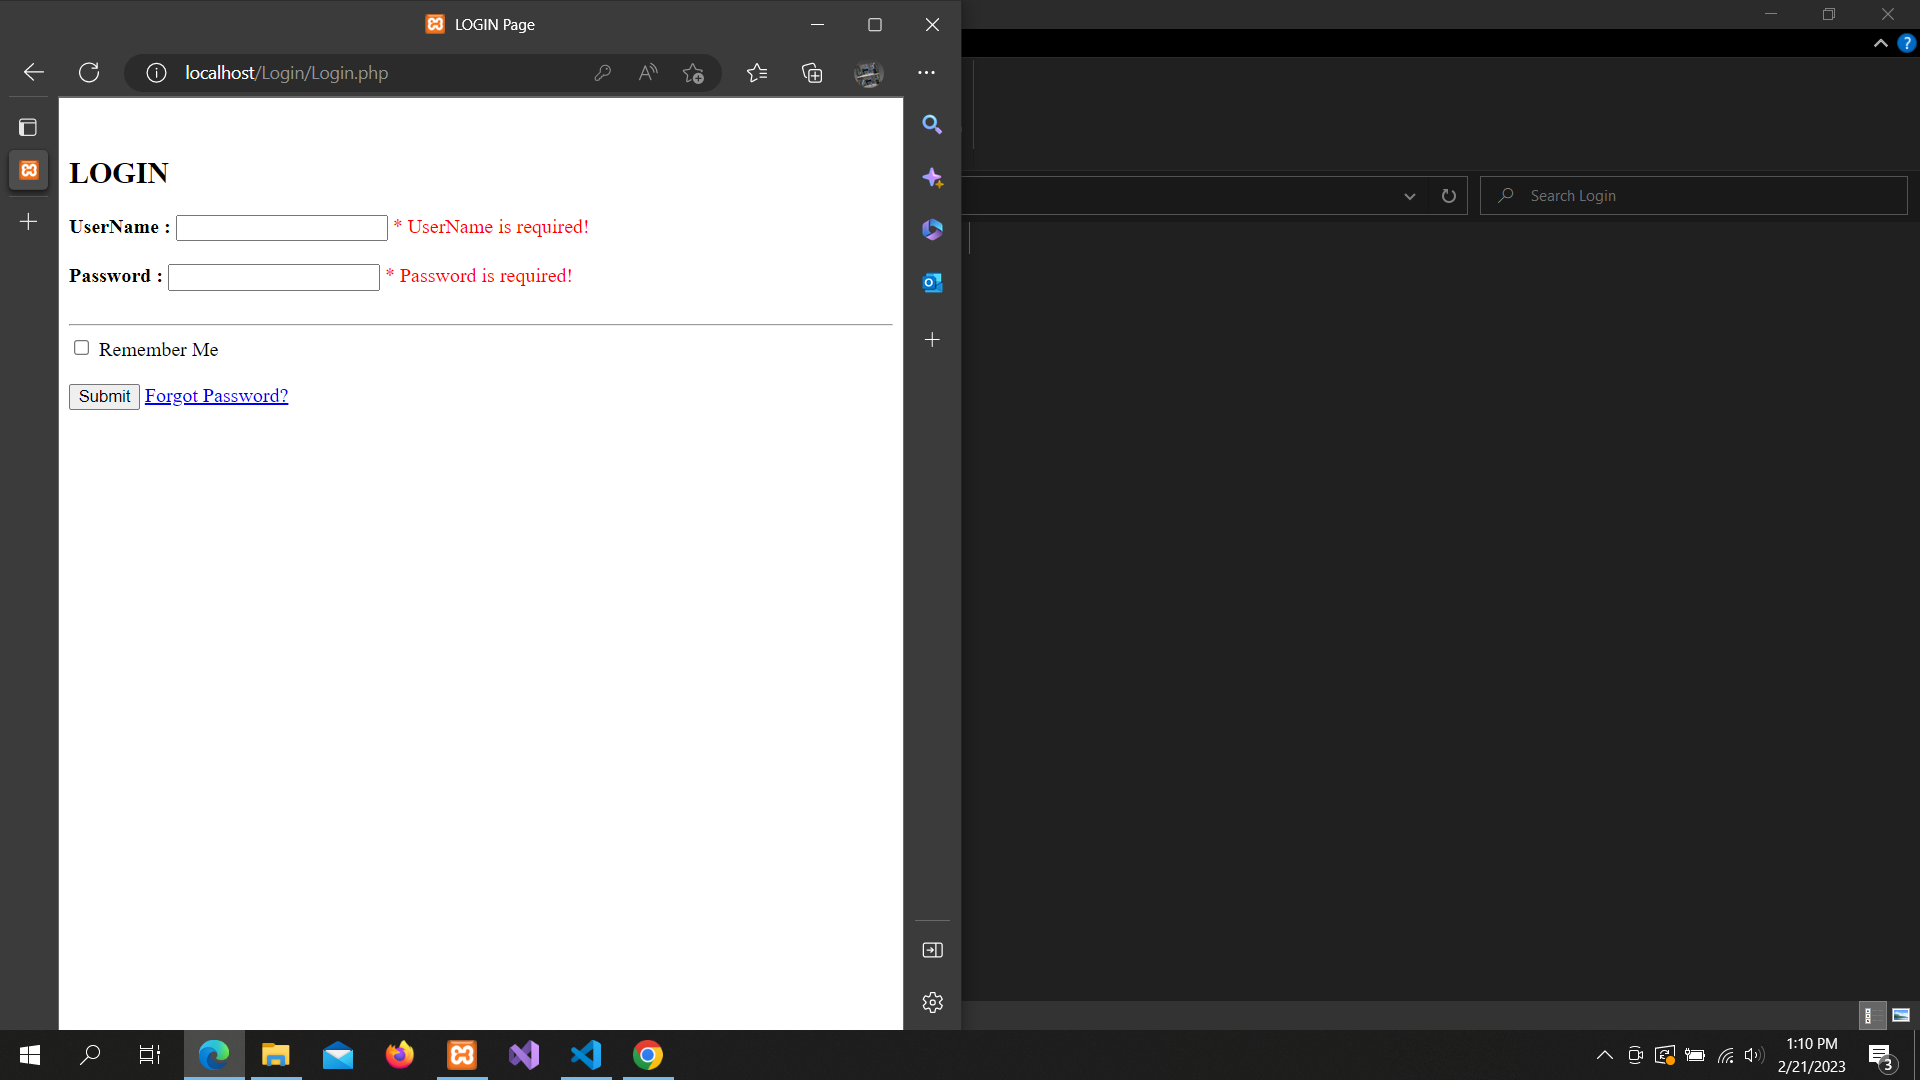 LOGIN Page
localhost/Login/Login.php
Search Login
LOGIN
UserName : * UserName is required!
Password : * Password is required!
Remember Me
Submit Forgot Password?
1:10 PM
2/21/2023
3